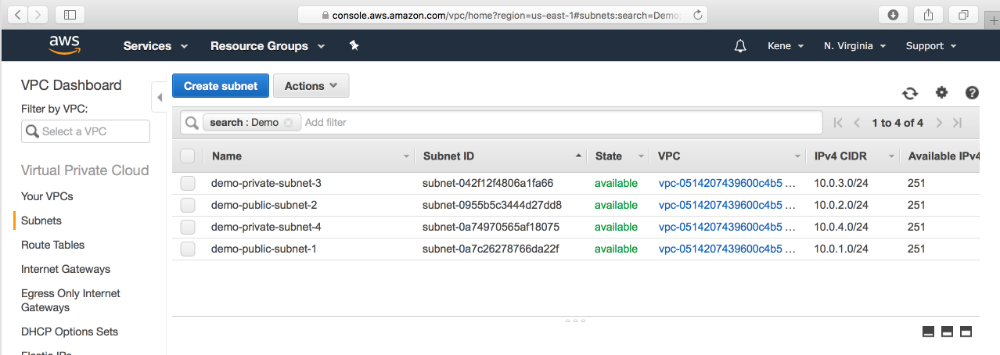 console.aws.amazon.com/vpc/home?region=us-east-1#subnets:search=Demo;
aws Services Resource Groups Kene N. Virginia Support
VPC Dashboard
Filter by VPC:
Select a VPC
Virtual Private Cloud
Your VPCs
Subnets
Route Tables
Internet Gateways
Egress Only Internet
Gateways
DHCP Options Sets
Create subnet Actions
search : Demo Add filter 1 to 4 of 4
Name Subnet ID State VPC IPv4 CIDR Available IPv4
demo-private-subnet-3 subnet-042f12f4806a1fa66 available vpc-0514207439600c4b5 ... 10.0.3.0/24 251
demo-public-subnet-2 subnet-0955b5c3444d27dd8 available vpc-0514207439600c4b5 ... 10.0.2.0/24 251
demo-private-subnet-4 subnet-0a74970565af18075 available vpc-0514207439600c4b5 ... 10.0.4.0/24 251
demo-public-subnet-1 subnet-0a7c26278766da22f available vpc-0514207439600c4b5 ... 10.0.1.0/24 251